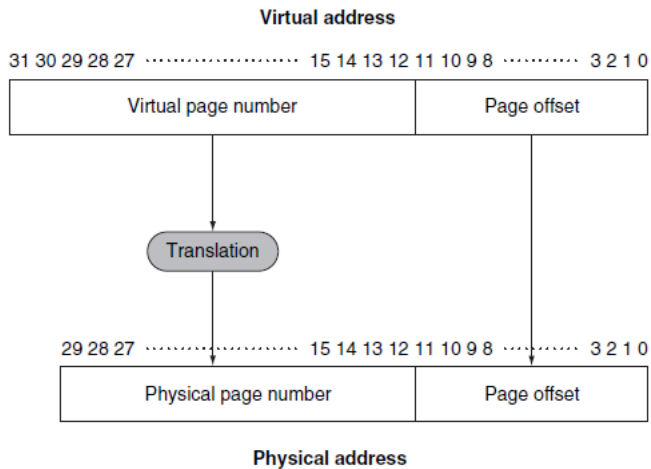 Virtual address
31 30 29 28 27 ···················· 15 14 13 12 11 10 9 8 ·········· 3 2 1 0
Virtual page number Page offset
Translation
29 28 27 ···················· 15 14 13 12 11 10 9 8 ·········· 3 2 1 0
Physical page number Page offset
Physical address